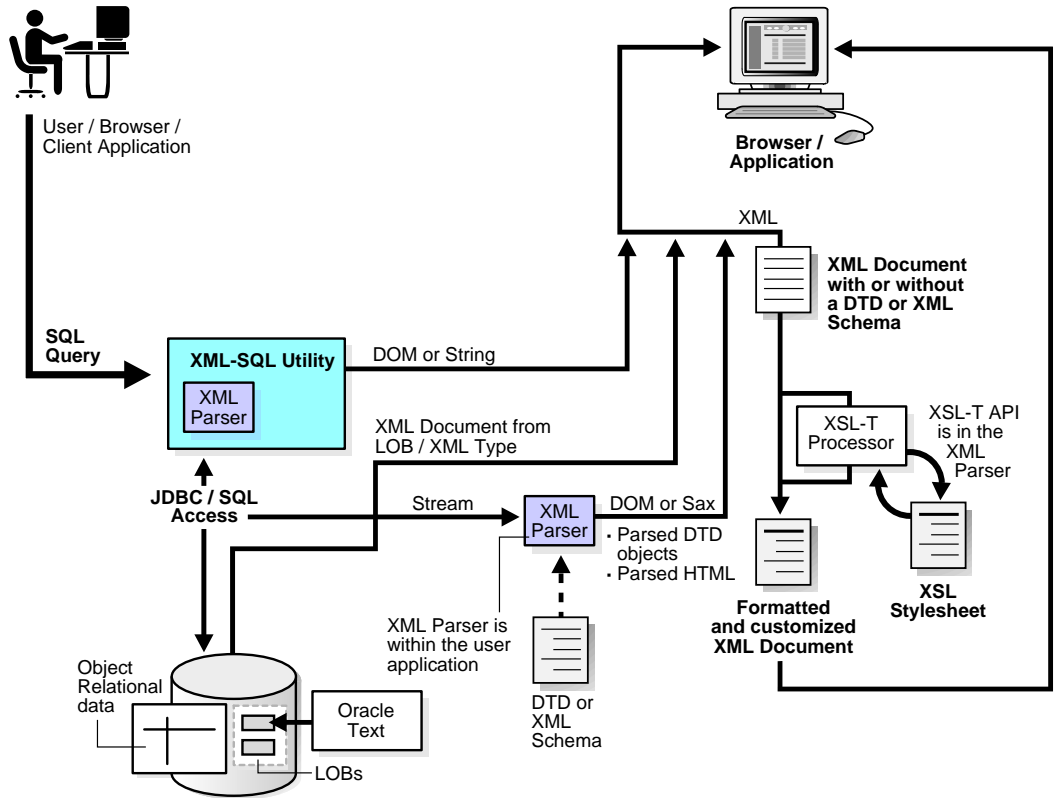 User / Browser /
Client Application
Browser /
Application
XML
XML Document
with or without
a DTD or XML
Schema
SQL
Query
XML-SQL Utility
XML
Parser
DOM or String
XML Document from
LOB / XML Type
XSL-T
Processor
XSL-T API
is in the
XML
Parser
JDBC / SQL
Access
Stream
XML
Parser
DOM or Sax
· Parsed DTD
objects
· Parsed HTML
XML Parser is
within the user
application
DTD or
XML
Schema
Formatted
and customized
XML Document
XSL
Stylesheet
Object
Relational
data
Oracle
Text
LOBs